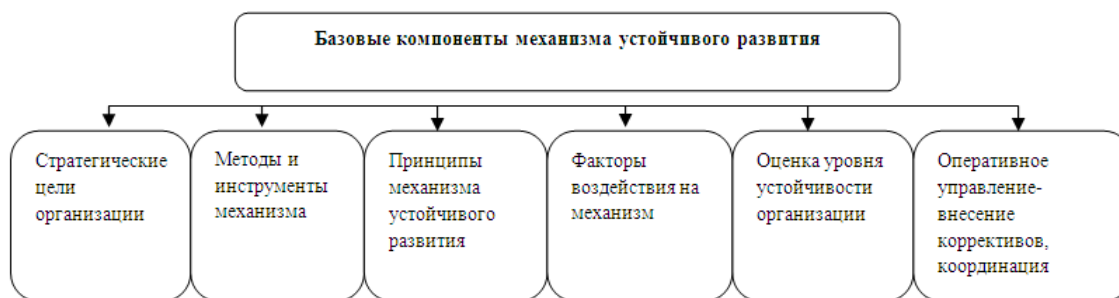 Базовые компоненты механизма устойчивого развития
Стратегические
цели
организации
Методы и
инструменты
механизма
Принципы
механизма
устойчивого
развития
Факторы
воздействия на
механизм
Оценка уровня
устойчивости
организации
Оперативное
управление-
внесение
коррективов,
координация